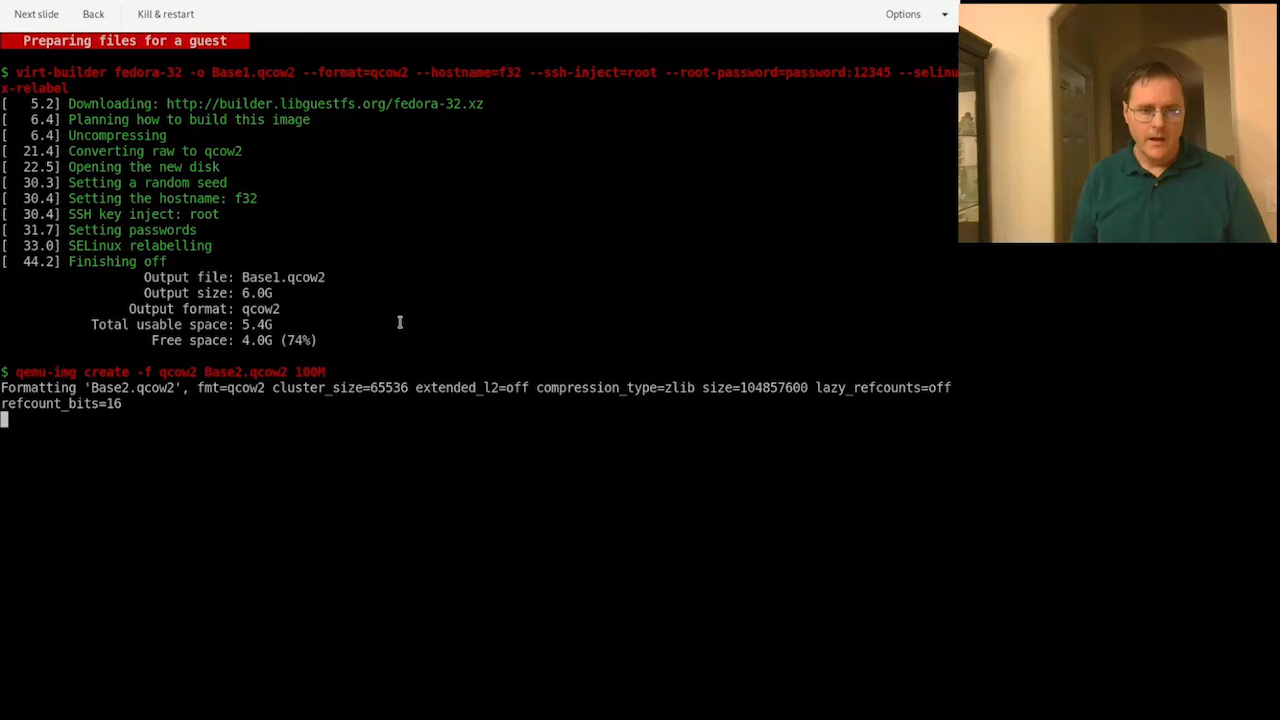 Next slide Back Kill & restart Options
Preparing files for a guest
$ virt-builder fedora-32 -o Base1.qcow2 --format=qcow2 --hostname=f32 --ssh-inject=root --root-password=password:12345 --selinu
x-relabel
[   5.2] Downloading: http://builder.libguestfs.org/fedora-32.xz
[   6.4] Planning how to build this image
[   6.4] Uncompressing
[  21.4] Converting raw to qcow2
[  22.5] Opening the new disk
[  30.3] Setting a random seed
[  30.4] Setting the hostname: f32
[  30.4] SSH key inject: root
[  31.7] Setting passwords
[  33.0] SELinux relabelling
[  44.2] Finishing off
Output file: Base1.qcow2
Output size: 6.0G
Output format: qcow2
Total usable space: 5.4G
Free space: 4.0G (74%)
$ qemu-img create -f qcow2 Base2.qcow2 100M
Formatting 'Base2.qcow2', fmt=qcow2 cluster_size=65536 extended_l2=off compression_type=zlib size=104857600 lazy_refcounts=off
refcount_bits=16